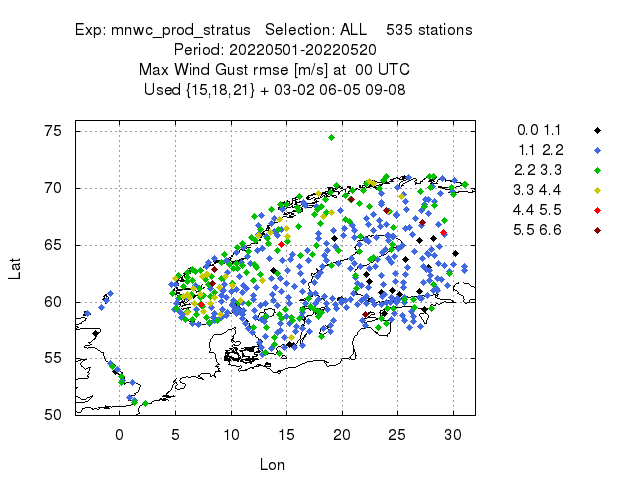 Exp: mnwc_prod_stratus   Selection: ALL    535 stations
Period: 20220501-20220520
Max Wind Gust rmse [m/s] at  00 UTC
Used {15,18,21} + 03-02 06-05 09-08
75
70
65
60
55
50
Lat
0 5 10 15 20 25 30
Lon
0.0 1.1
1.1 2.2
2.2 3.3
3.3 4.4
4.4 5.5
5.5 6.6